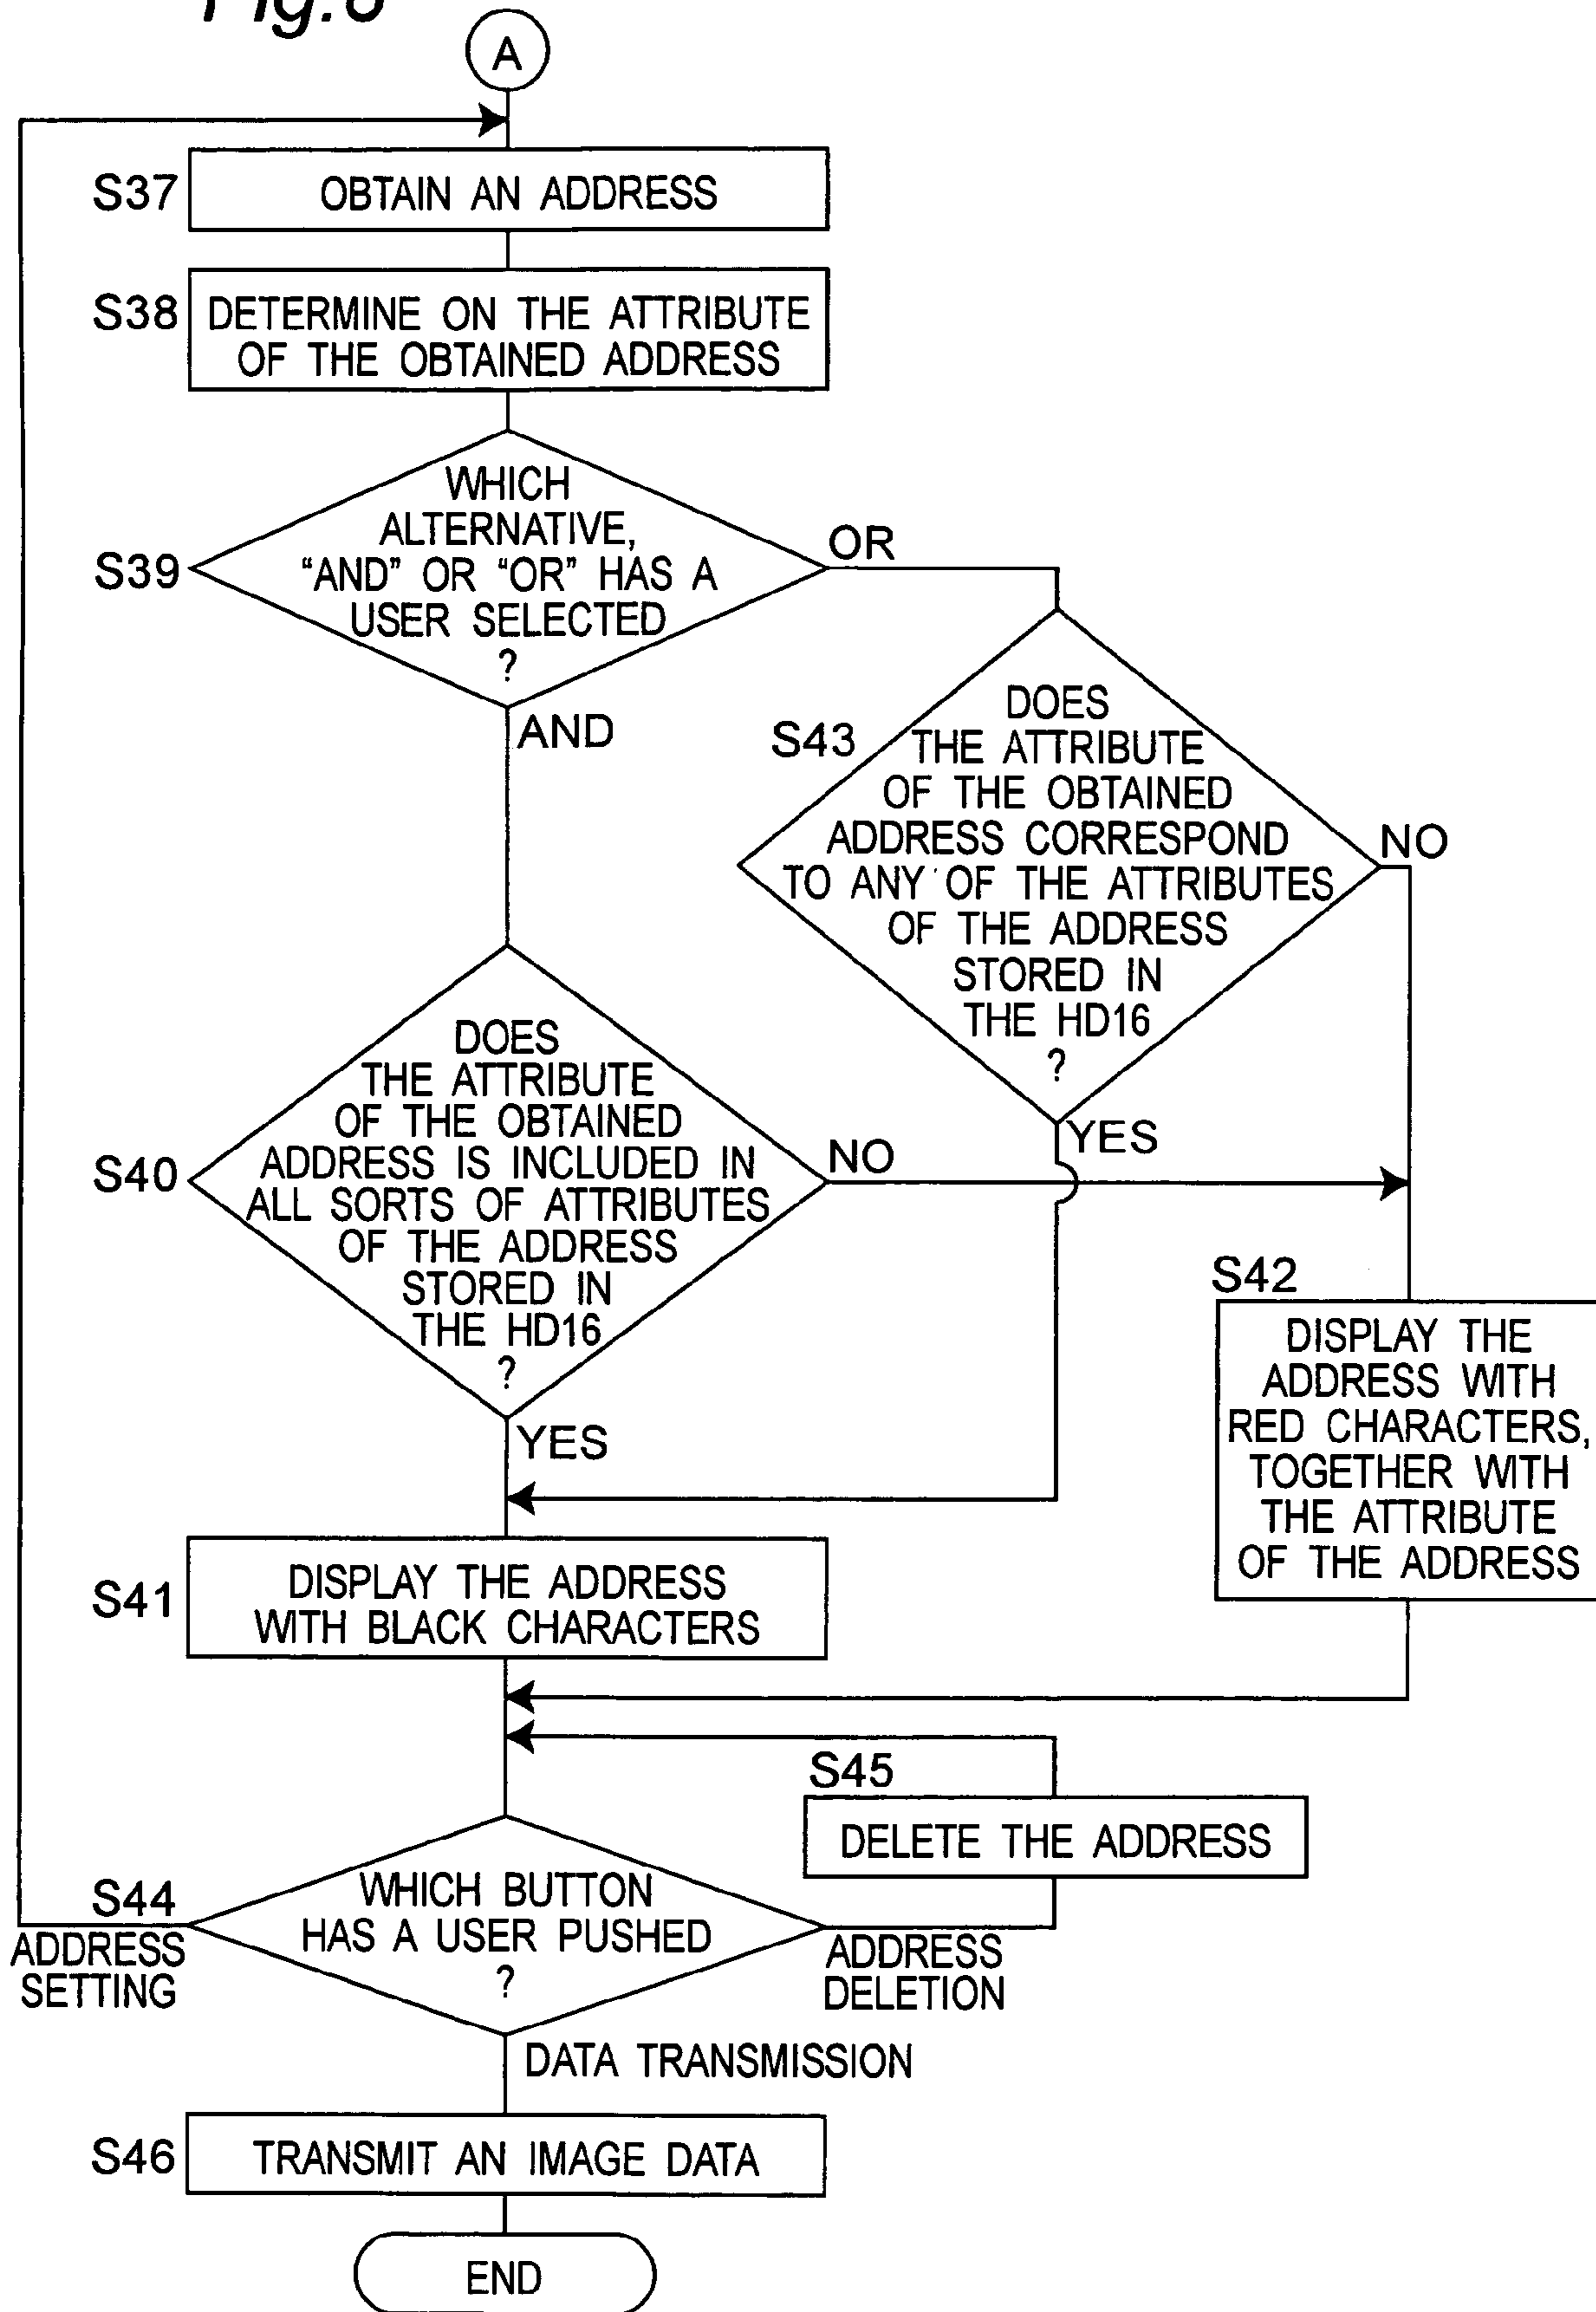 A
S37
OBTAIN AN ADDRESS
S38
DETERMINE ON THE ATTRIBUTE
OF THE OBTAINED ADDRESS
S39
WHICH
ALTERNATIVE,
“AND” OR “OR” HAS A
USER SELECTED
?
OR
AND
S43
DOES
THE ATTRIBUTE
OF THE OBTAINED
ADDRESS CORRESPOND
TO ANY OF THE ATTRIBUTES
OF THE ADDRESS
STORED IN
THE HD16
?
NO
YES
S40
DOES
THE ATTRIBUTE
OF THE OBTAINED
ADDRESS IS INCLUDED IN
ALL SORTS OF ATTRIBUTES
OF THE ADDRESS
STORED IN
THE HD16
?
NO
YES
S42
DISPLAY THE
ADDRESS WITH
RED CHARACTERS,
TOGETHER WITH
THE ATTRIBUTE
OF THE ADDRESS
S41
DISPLAY THE ADDRESS
WITH BLACK CHARACTERS
S45
DELETE THE ADDRESS
S44
WHICH BUTTON
HAS A USER PUSHED
?
ADDRESS
SETTING
ADDRESS
DELETION
DATA TRANSMISSION
S46
TRANSMIT AN IMAGE DATA
END